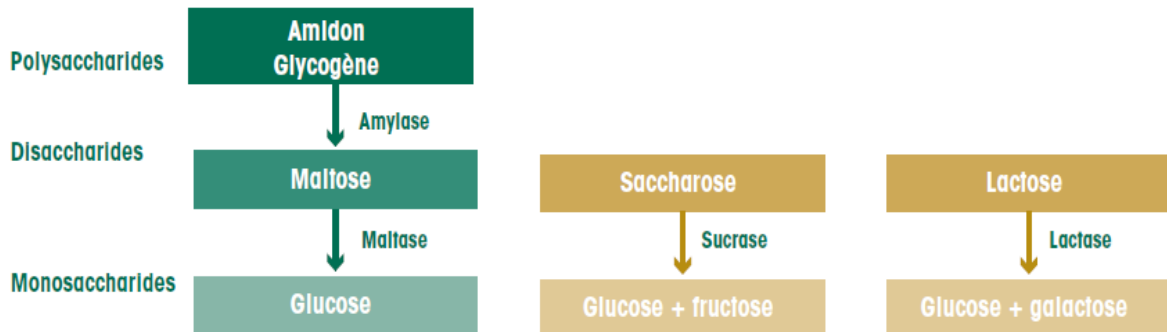 Amidon
Glycogène
Polysaccharides
Amylase
Disaccharides
Maltose
Saccharose
Lactose
Maltase
Sucrase
Lactase
Monosaccharides
Glucose
Glucose + fructose
Glucose + galactose